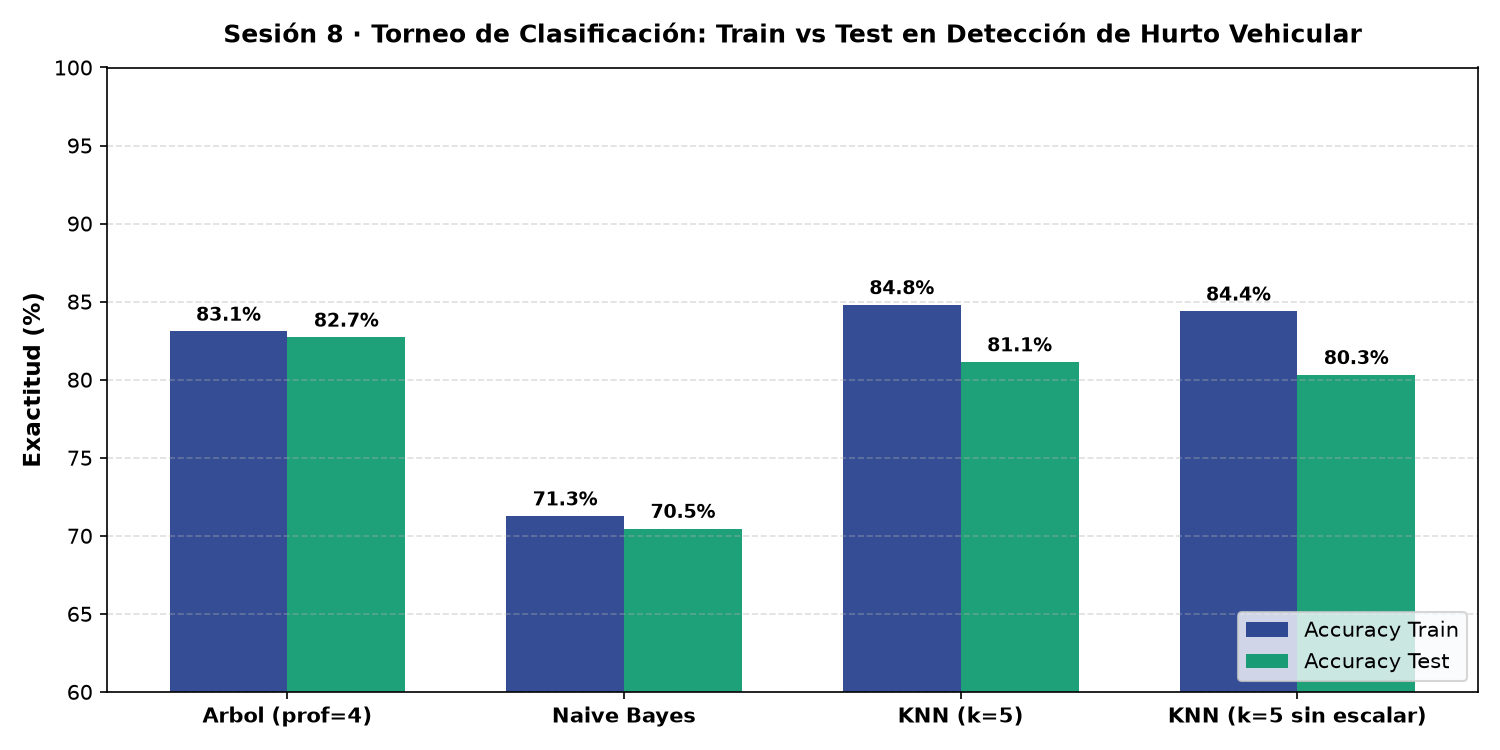 Sesión 8 · Torneo de Clasificación: Train vs Test en Detección de Hurto Vehicular
Exactitud (%)
100
95
90
85
80
75
70
65
60
83.1%
82.7%
71.3%
70.5%
84.8%
81.1%
84.4%
80.3%
Accuracy Train
Accuracy Test
Arbol (prof=4)
Naive Bayes
KNN (k=5)
KNN (k=5 sin escalar)